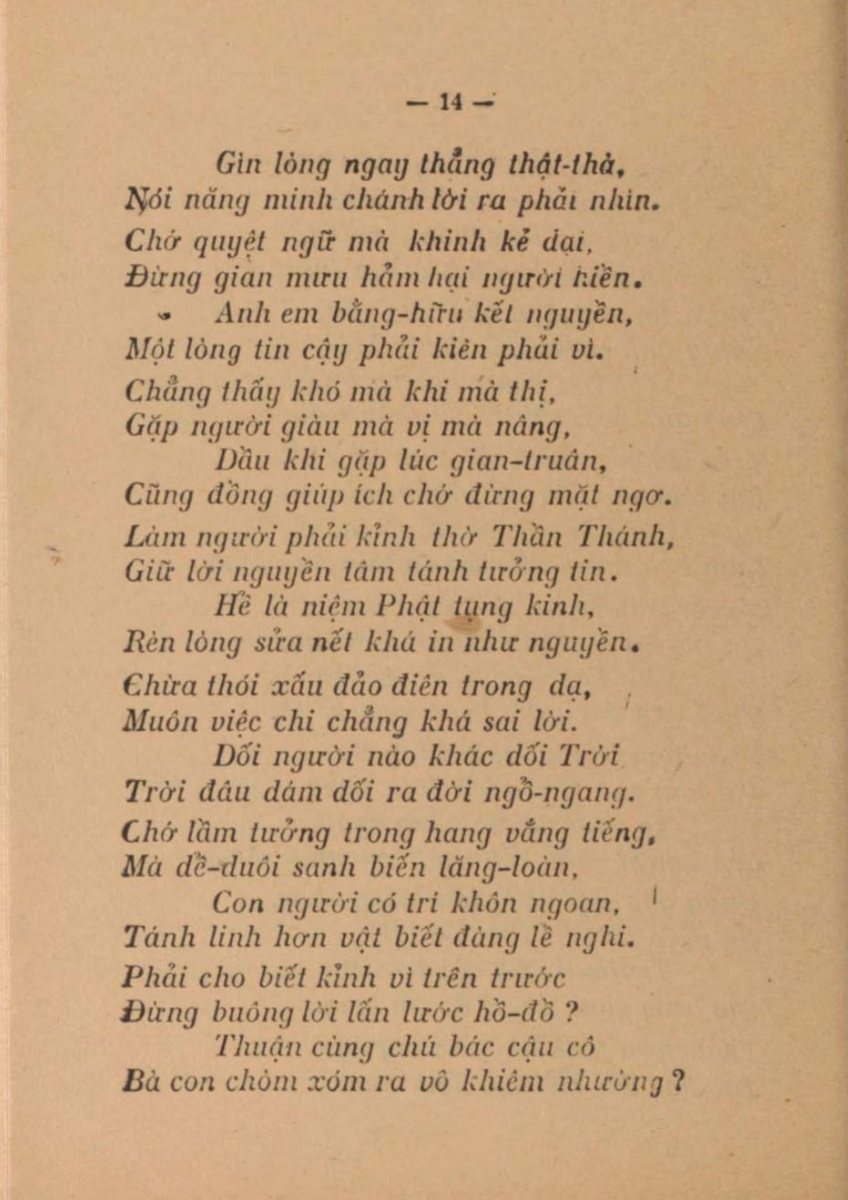 — 14 —
Gìn lòng ngay thẳng thật-thà,
Nói năng minh chánh lời ra phải nhìn.
Chớ quyệt ngữ mà khinh kẻ dại,
Đừng gian mưu hảm hại người hiền.
Anh em bằng-hữu kết nguyền,
Một lòng tin cậy phải kiên phải vì.
Chẳng thấy khó mà khi mà thị,
Gặp người giàu mà vị mà nâng,
Dầu khi gặp lúc gian-truân,
Cũng đồng giúp ích chớ đừng mặt ngơ.
Làm người phải kỉnh thờ Thần Thánh,
Giữ lời nguyền tâm tánh tưởng tin.
Hề là niệm Phật tụng kinh,
Rèn lòng sửa nết khá in như nguyền.
Chừa thói xấu đảo điên trong dạ,
Muôn việc chi chẳng khá sai lời.
Dối người nào khác dối Trời
Trời đâu dám dối ra đời ngổ-ngang.
Chớ lầm tưởng trong hang vắng tiếng,
Mà dể-duôi sanh biến lăng-loàn,
Con người có trí khôn ngoan,
Tánh linh hơn vật biết đàng lề nghi.
Phải cho biết kỉnh vì trên trước
Đừng buông lời lấn lước hồ-đồ ?
Thuận cùng chú bác cậu cô
Bà con chòm xóm ra vô khiêm nhường ?